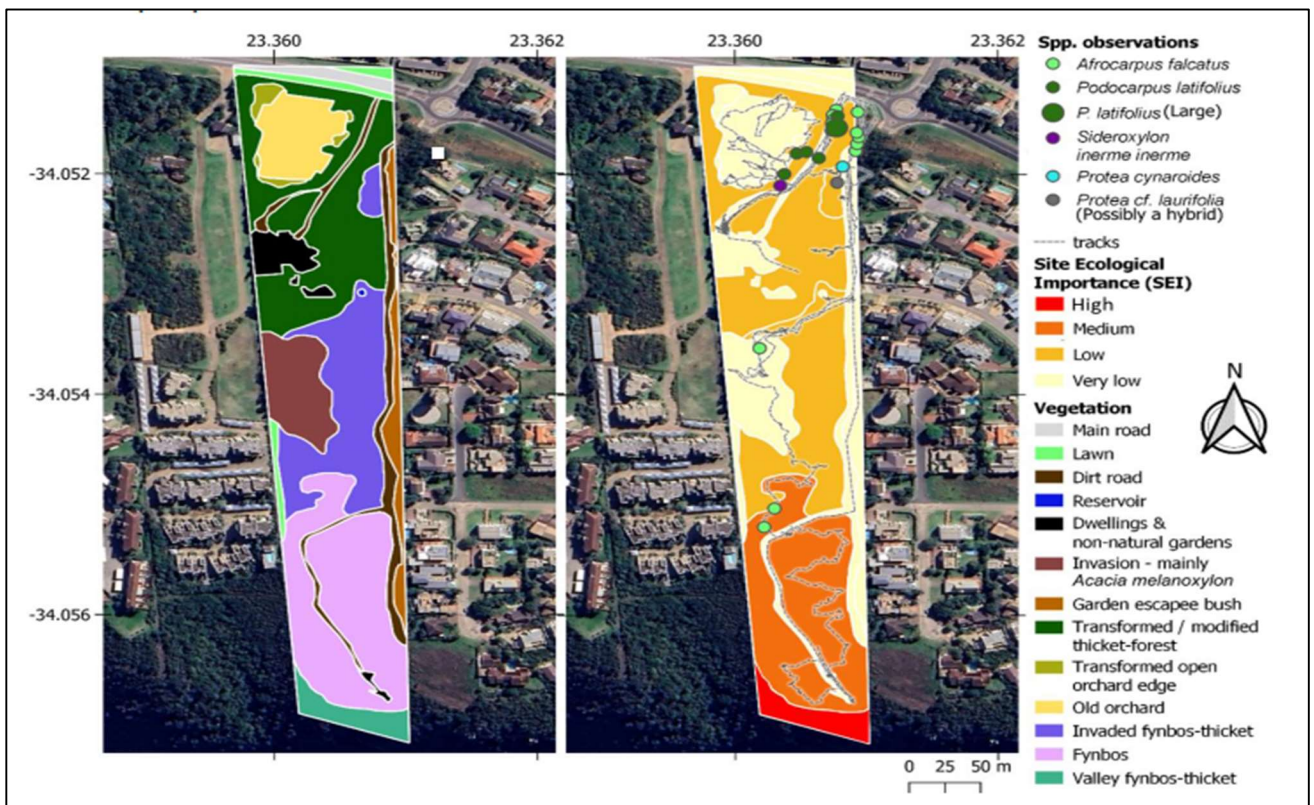 23.360
23.362
23.360
23.362
-34.052
-34.054
-34.056
Spp. observations
Afrocarpus falcatus
Podocarpus latifolius
P. latifolius (Large)
Sideroxylon
inerme inerme
Protea cynaroides
Protea cf. laurifolia
(Possibly a hybrid)
tracks
Site Ecological
Importance (SEI)
High
Medium
Low
Very low
Vegetation
Main road
Lawn
Dirt road
Reservoir
Dwellings &
non-natural gardens
Invasion - mainly
Acacia melanoxylon
Garden escapee bush
Transformed / modified
thicket-forest
Transformed open
orchard edge
Old orchard
Invaded fynbos-thicket
Fynbos
Valley fynbos-thicket
N
0 25 50 m